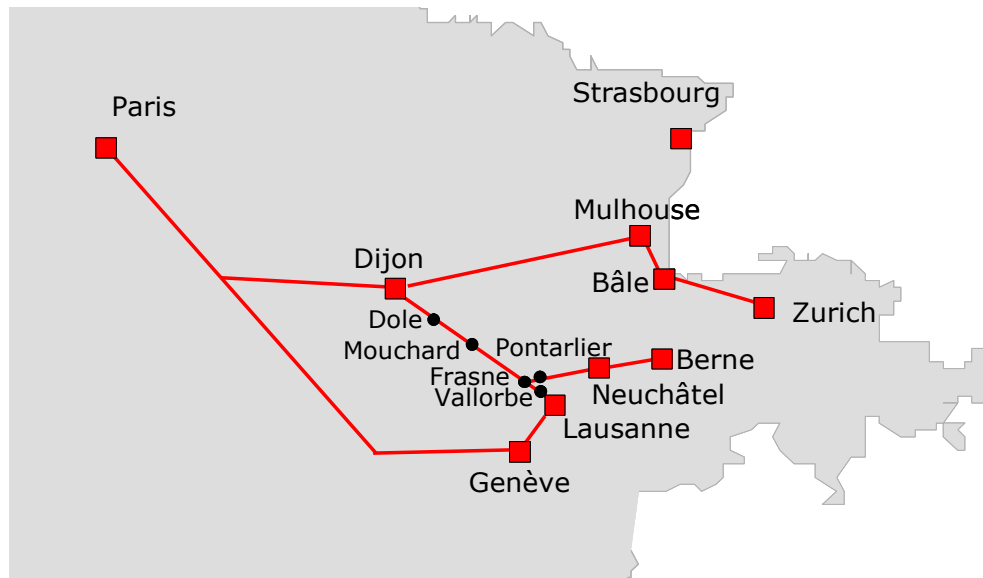 Strasbourg
Paris
Mulhouse
Dijon
Bâle
Zurich
Dole
Mouchard
Pontarlier
Berne
Frasne
Vallorbe
Neuchâtel
Lausanne
Genève